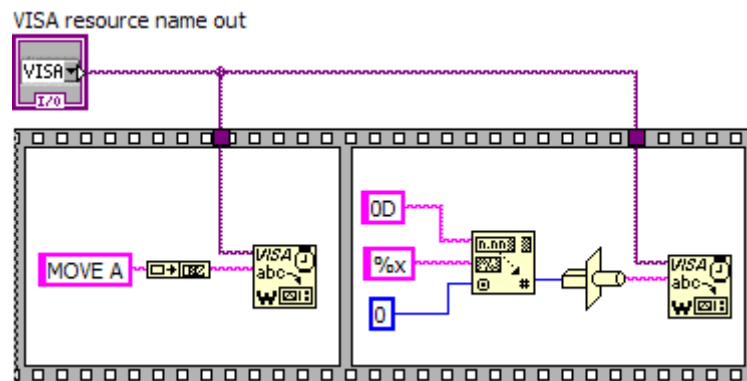 VISA resource name out
VISA
I/O
MOVE A
VISA
abc
W
0D
%x
0
n.nn
#
VISA
abc
W